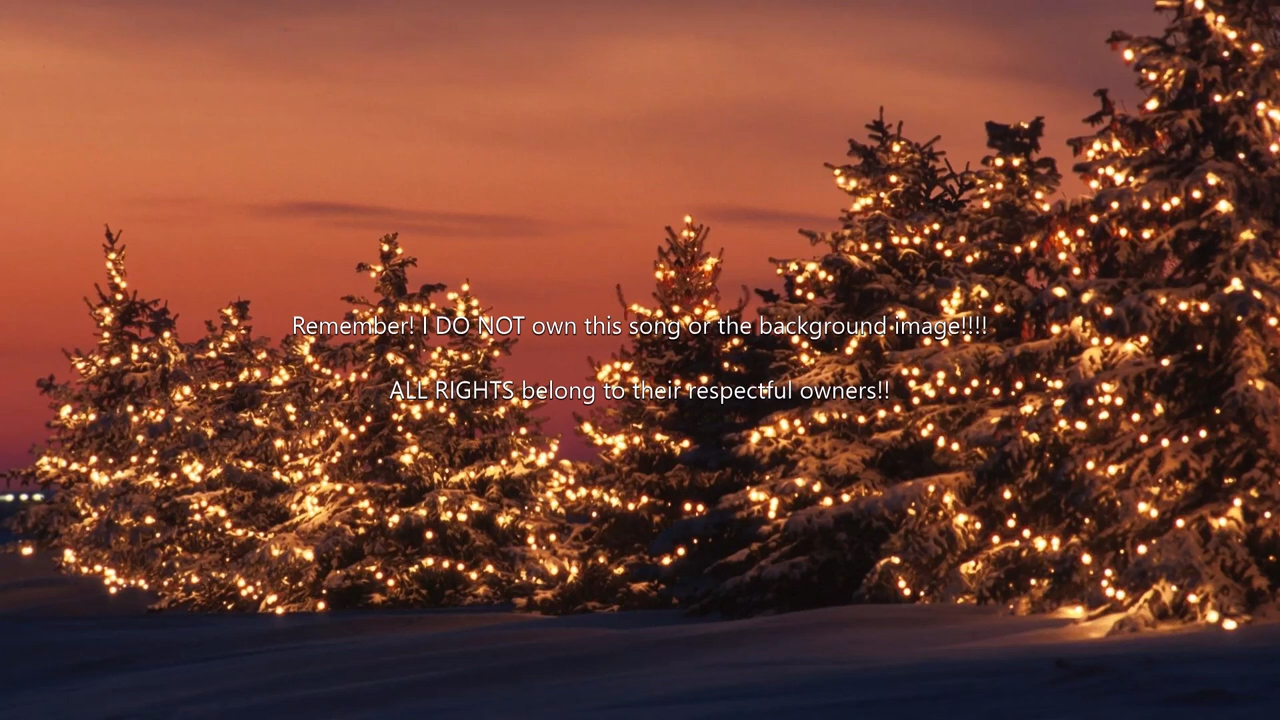 Remember! I DO NOT own this song or the background image!!!!
ALL RIGHTS belong to their respectful owners!!